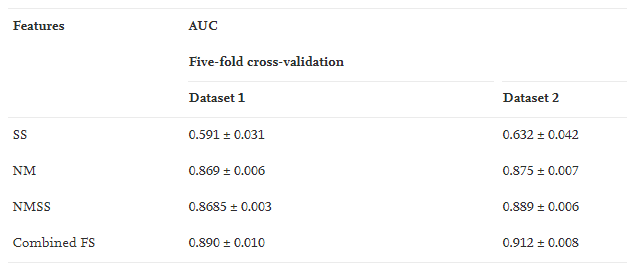 Features AUC
Five-fold cross-validation
Dataset 1 Dataset 2
SS 0.591 ± 0.031 0.632 ± 0.042
NM 0.869 ± 0.006 0.875 ± 0.007
NMSS 0.8685 ± 0.003 0.889 ± 0.006
Combined FS 0.890 ± 0.010 0.912 ± 0.008